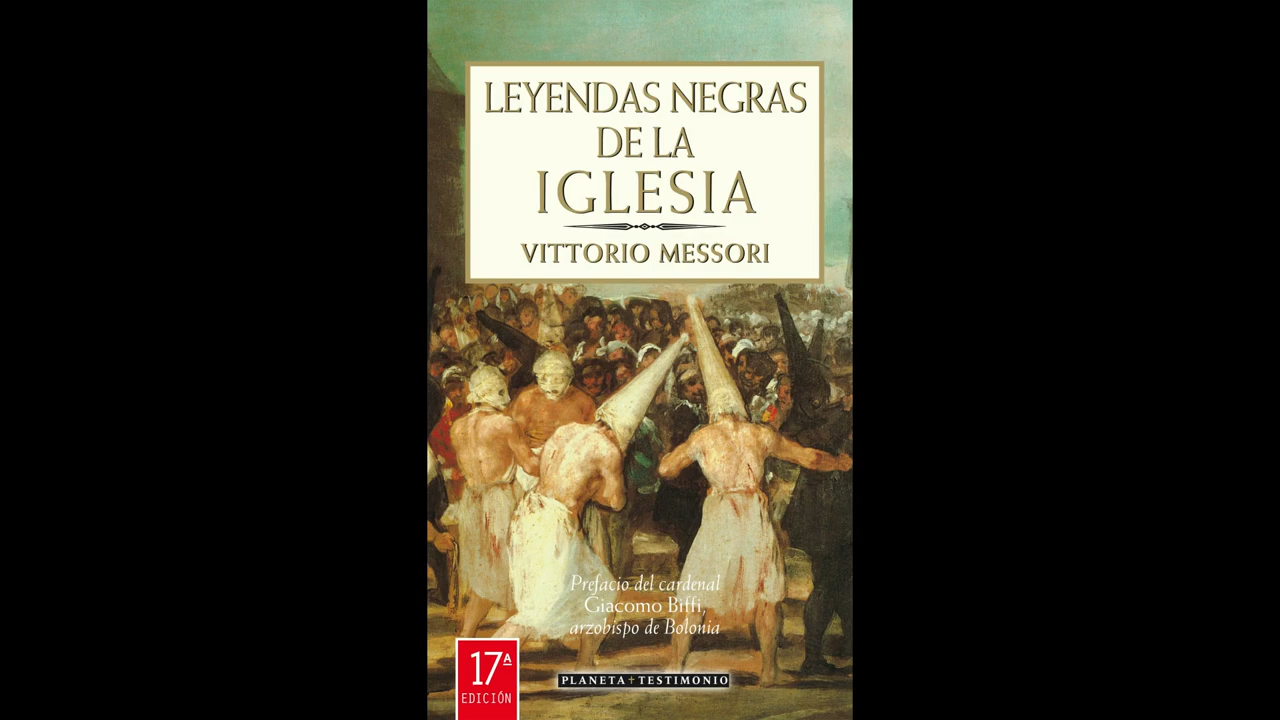 LEYENDAS NEGRAS
DE LA
IGLESIA
VITTORIO MESSORI
Prefacio del cardenal
Giacomo Biffi,
arzobispo de Bolonia
17ª
EDICIÓN
PLANETA+TESTIMONIO